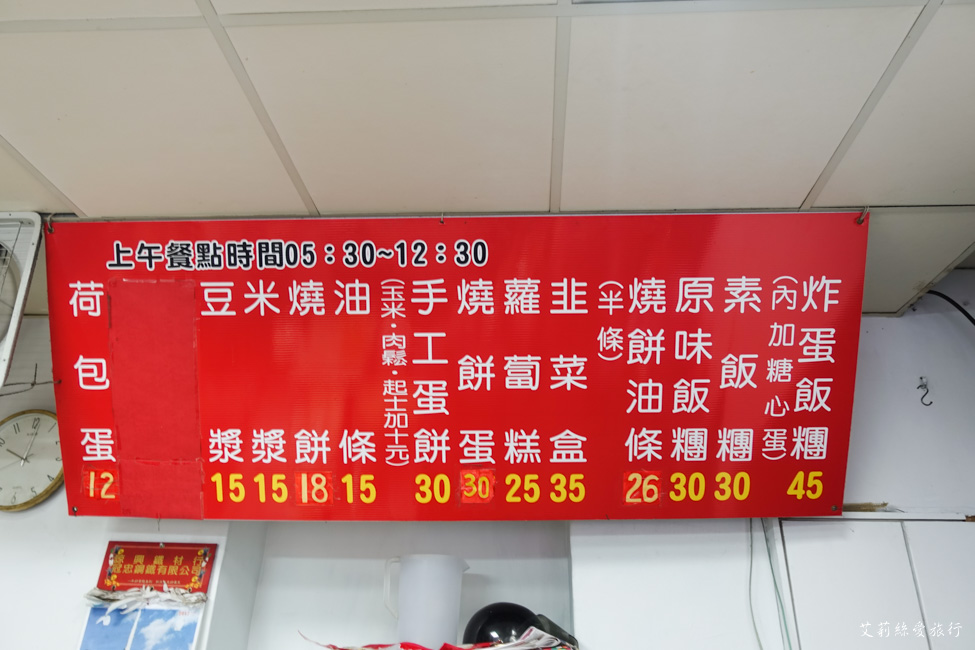 上午餐點時間05：30~12：30
炸蛋飯糰(內加糖心蛋) 45
素飯糰 30
原味飯糰 30
燒餅油條(半條) 26
韭菜盒 35
蘿蔔糕 25
燒餅蛋 30
手工蛋餅(玉米·肉鬆·起士加十元) 30
油條 15
燒餅 18
米漿 15
豆漿 15
荷包蛋 12
艾莉絲愛旅行